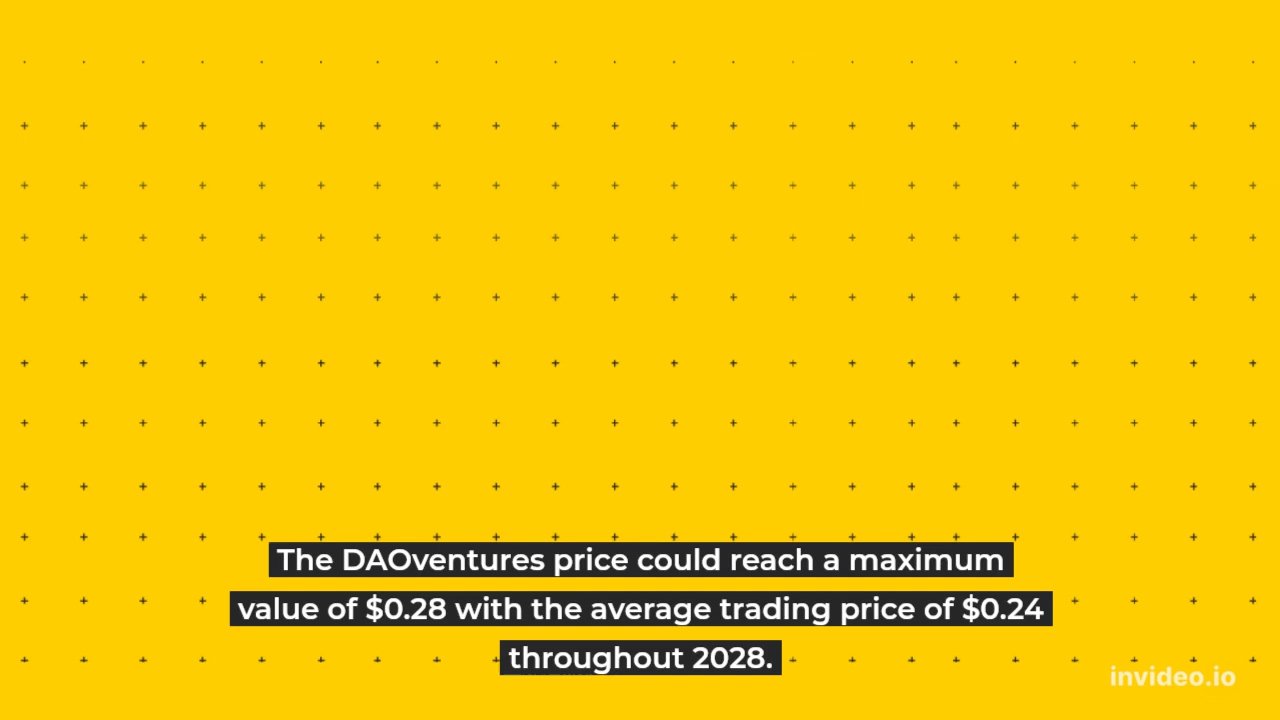 The DAOventures price could reach a maximum
value of $0.28 with the average trading price of $0.24
throughout 2028.
invideo.io